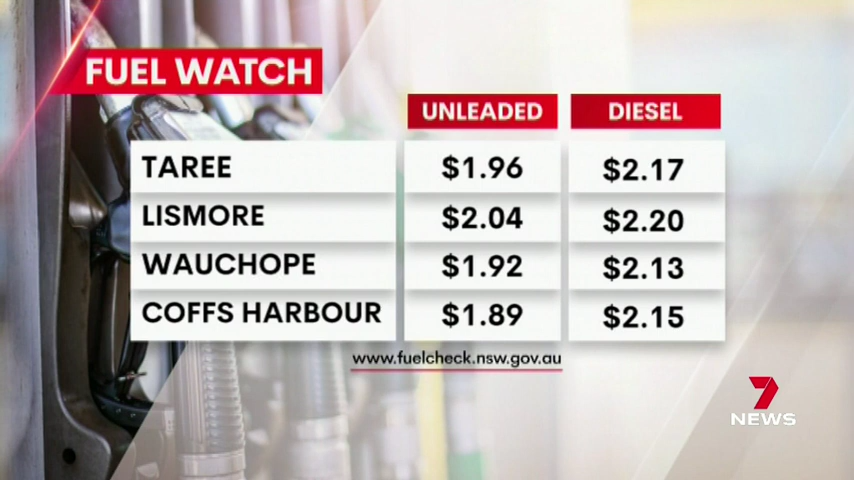 FUEL WATCH
UNLEADED DIESEL
TAREE $1.96 $2.17
LISMORE $2.04 $2.20
WAUCHOPE $1.92 $2.13
COFFS HARBOUR $1.89 $2.15
www.fuelcheck.nsw.gov.au
7
NEWS